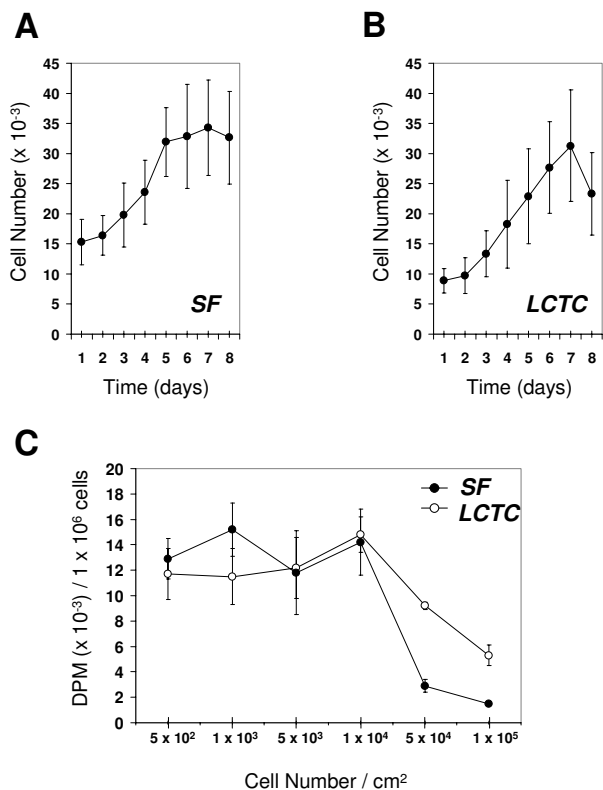 A
Cell Number (x 10⁻³)
45
40
35
30
25
20
15
10
5
0
SF
1 2 3 4 5 6 7 8
Time (days)
B
Cell Number (x 10⁻³)
45
40
35
30
25
20
15
10
5
0
LCTC
1 2 3 4 5 6 7 8
Time (days)
C
DPM (x 10⁻³) / 1 x 10⁶ cells
20
18
16
14
12
10
8
6
4
2
0
SF
LCTC
5 x 10² 1 x 10³ 5 x 10³ 1 x 10⁴ 5 x 10⁴ 1 x 10⁵
Cell Number / cm²